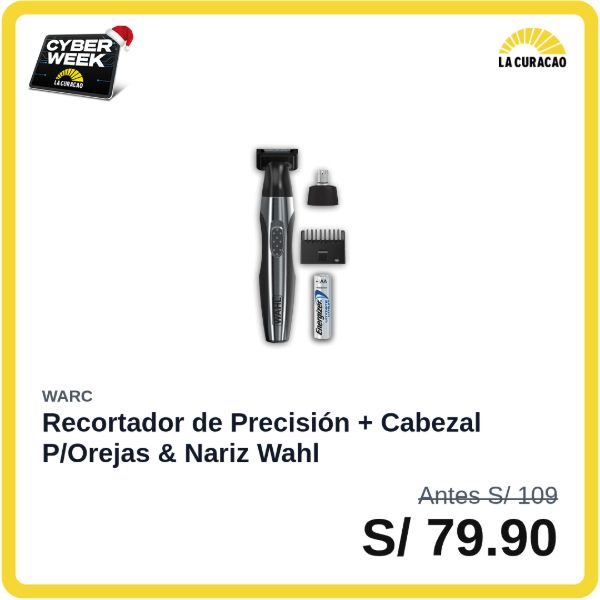 CYBER
WEEK
LA CURACAO
LA CURACAO
WAHL
AA
Energizer
WARC
Recortador de Precisión + Cabezal
P/Orejas & Nariz Wahl
Antes S/ 109
S/ 79.90